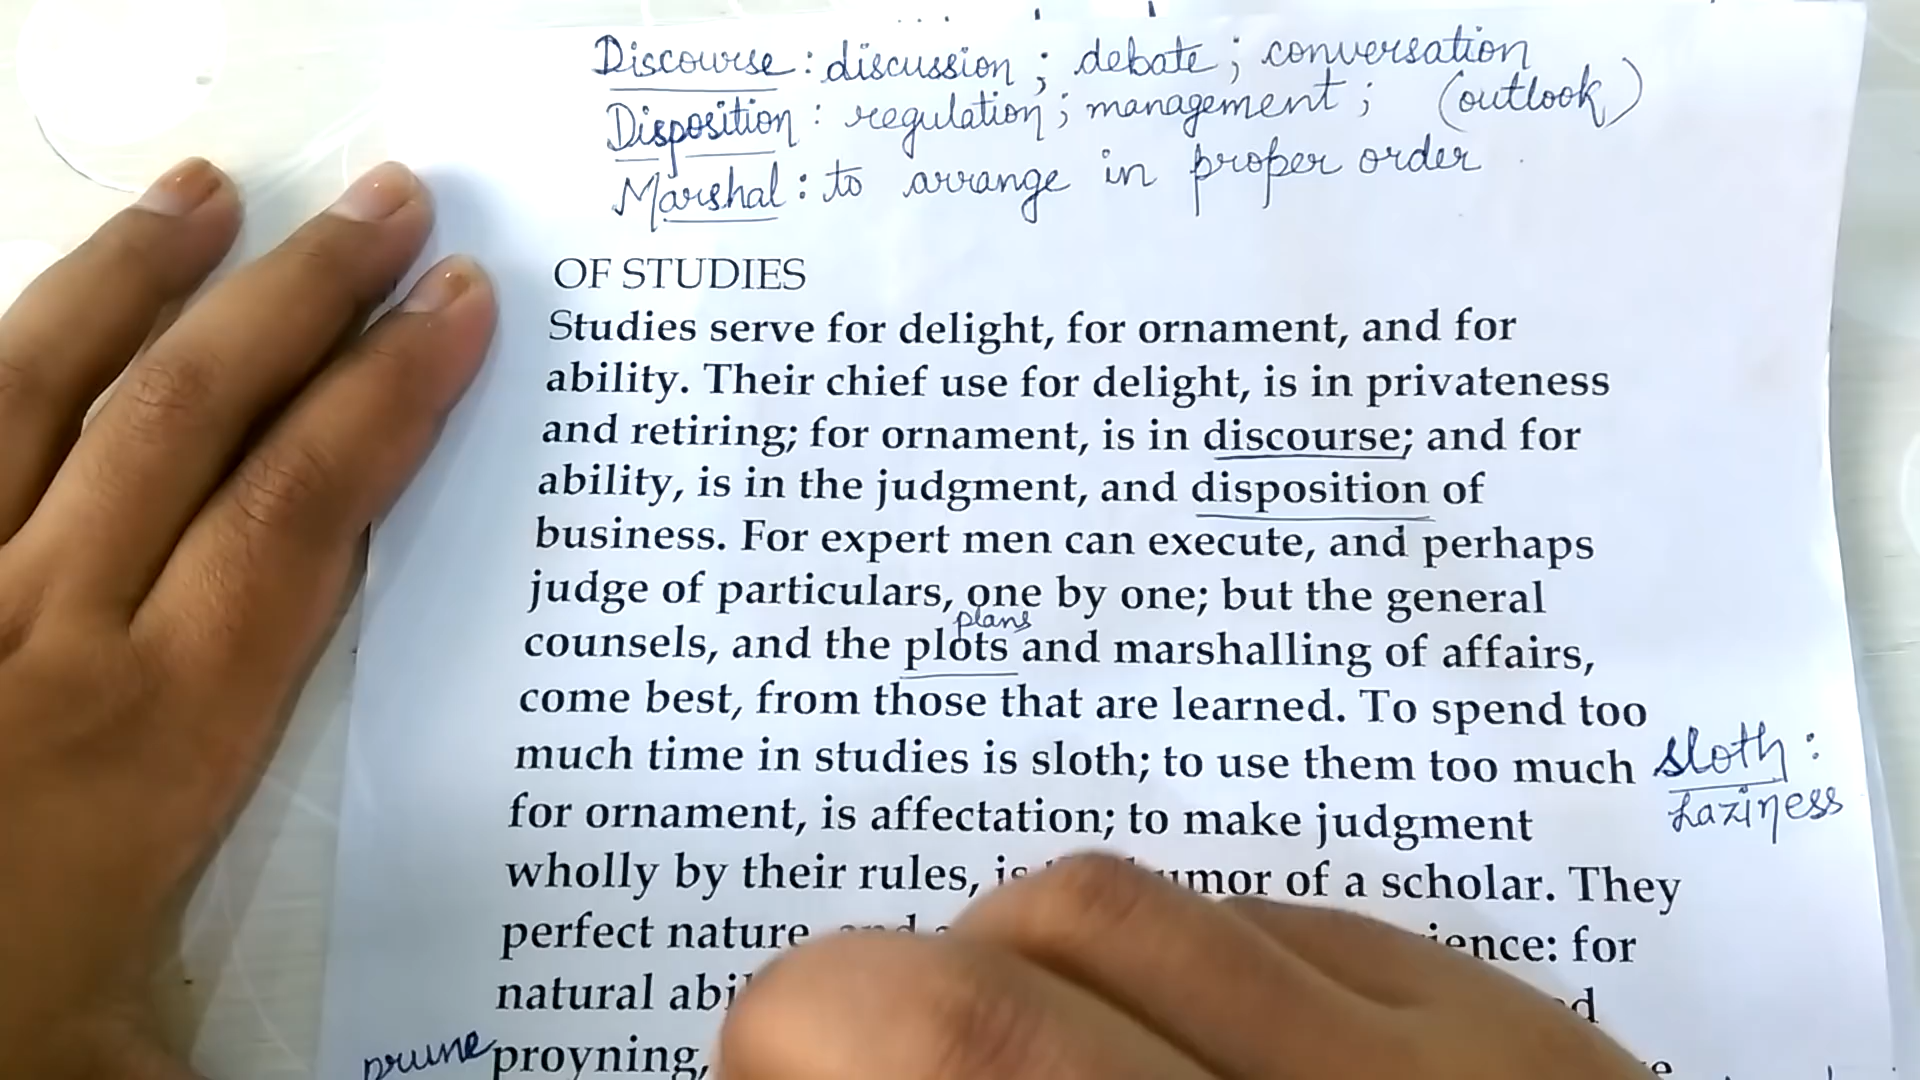 Discourse : discussion ; debate ; conversation
Disposition : regulation ; management ; (outlook)
Marshal : to arrange in proper order
OF STUDIES
Studies serve for delight, for ornament, and for
ability. Their chief use for delight, is in privateness
and retiring; for ornament, is in discourse; and for
ability, is in the judgment, and disposition of
business. For expert men can execute, and perhaps
judge of particulars, one by one; but the general
plans
counsels, and the plots and marshalling of affairs,
come best, from those that are learned. To spend too
much time in studies is sloth; to use them too much
sloth :
Laziness
for ornament, is affectation; to make judgment
wholly by their rules, is of a scholar. They
perfect nature for
natural
prune
proyning,